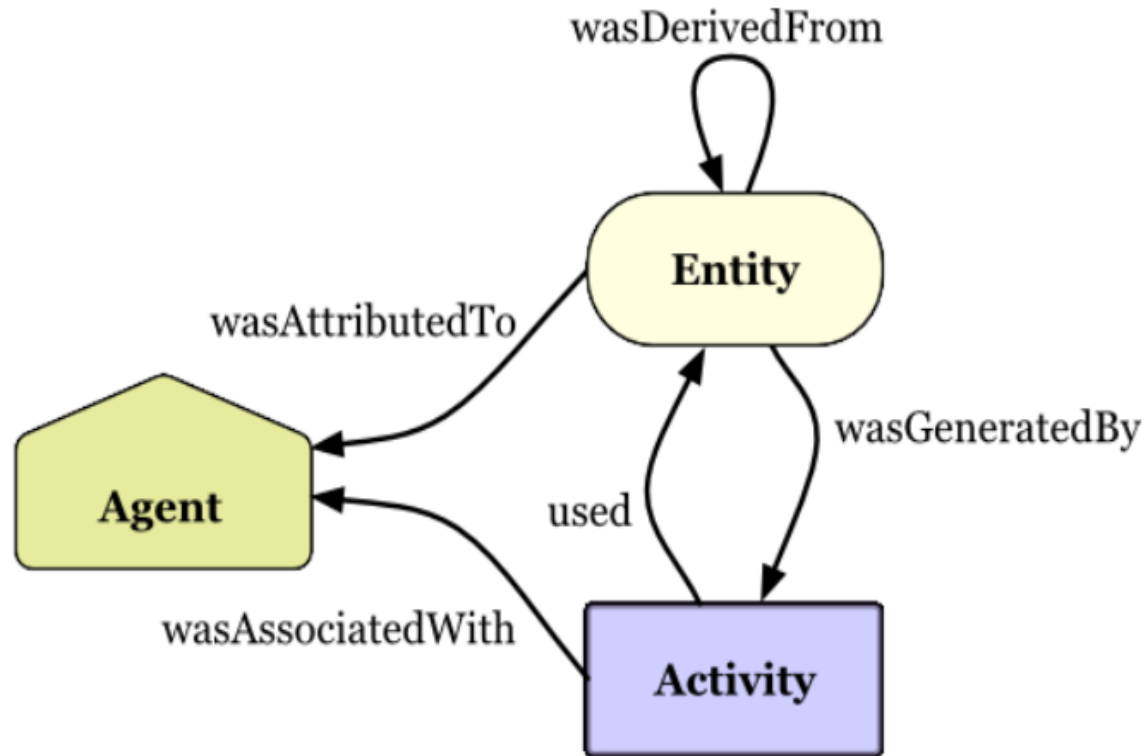 wasDerivedFrom
Entity
wasAttributedTo
wasGeneratedBy
Agent
used
wasAssociatedWith
Activity